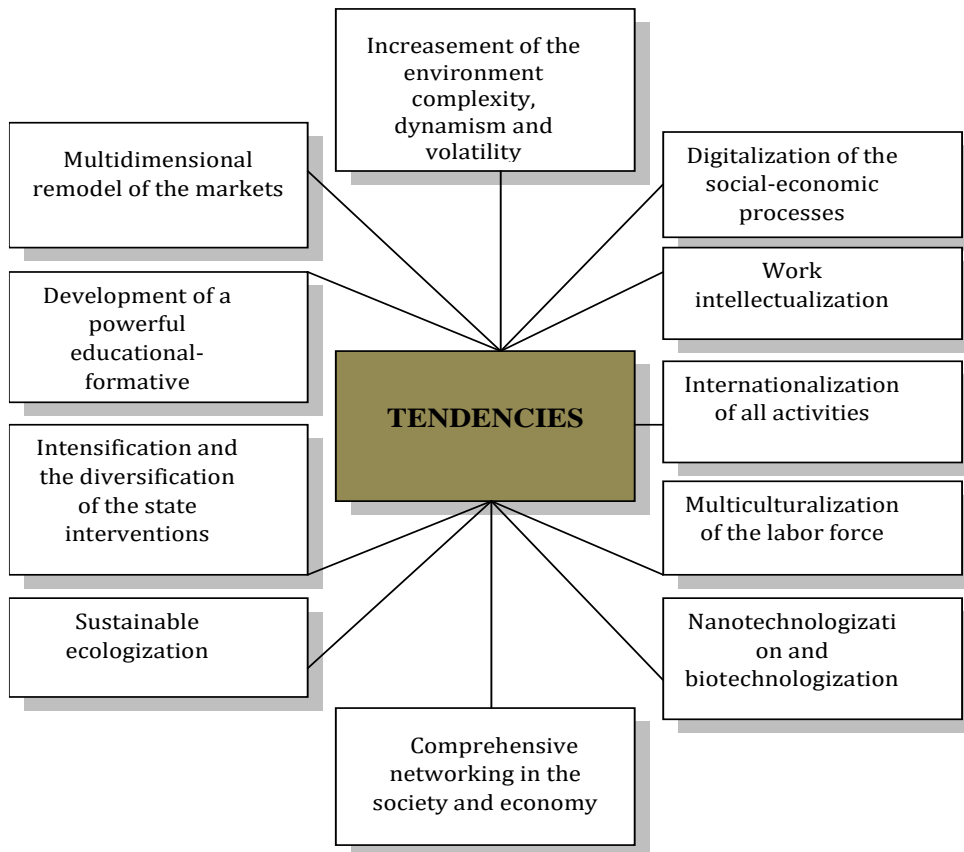 Increasement of the
environment
complexity,
dynamism and
volatility
Multidimensional
remodel of the markets
Digitalization of the
social-economic
processes
Development of a
powerful
educational-
formative
Work
intellectualization
TENDENCIES
Internationalization
of all activities
Intensification and
the diversification
of the state
interventions
Multiculturalization
of the labor force
Sustainable
ecologization
Nanotechnologizati
on and
biotechnologization
Comprehensive
networking in the
society and economy